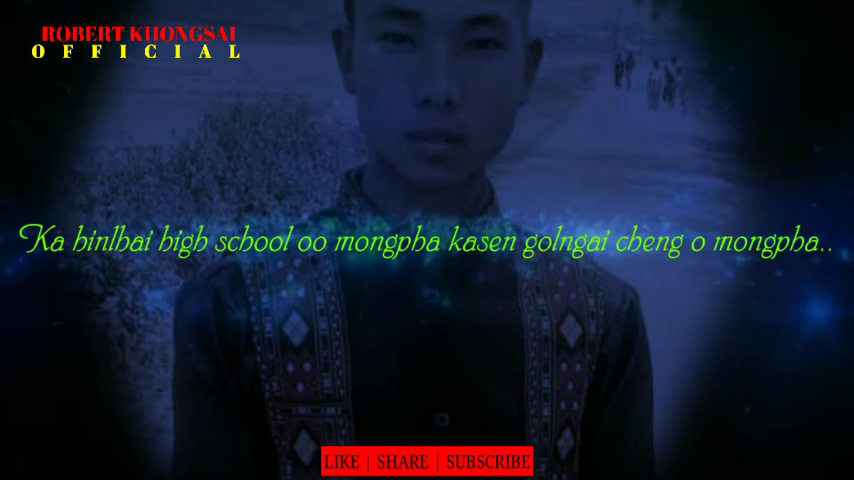 ROBERT KHONGSAI
OFFICIAL
Ka hinlhai high school oo mongpha kasen golngai cheng o mongpha..
LIKE | SHARE | SUBSCRIBE